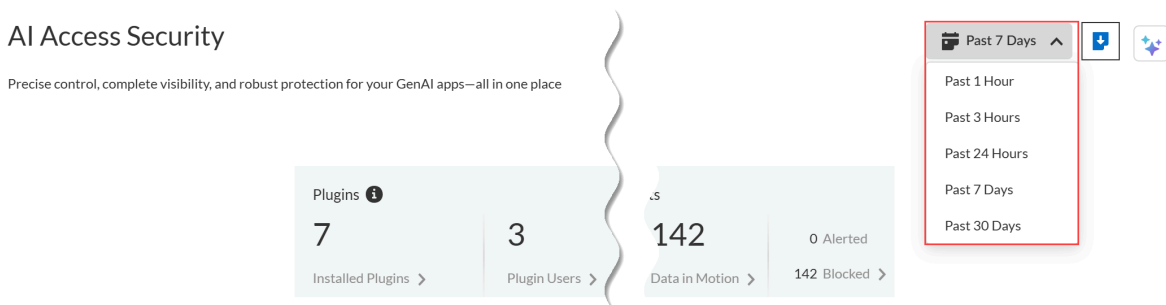 AI Access Security
Past 7 Days
Precise control, complete visibility, and robust protection for your GenAI apps—all in one place
Past 1 Hour
Past 3 Hours
Past 24 Hours
Past 7 Days
Past 30 Days
Plugins
7
Installed Plugins
3
Plugin Users
ts
142
Data in Motion
0 Alerted
142 Blocked